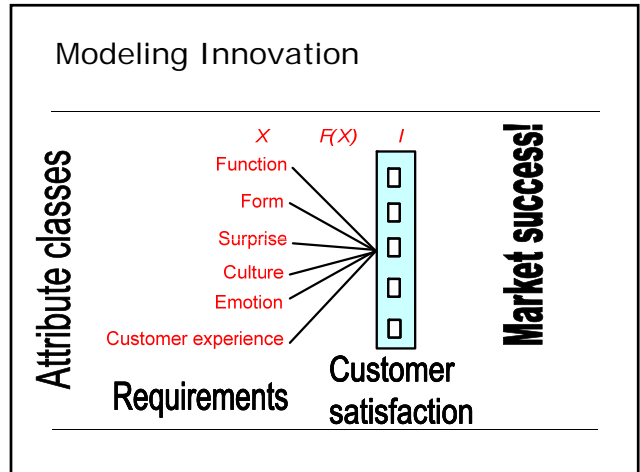 Modeling Innovation
X F(X) I
Function
Form
Surprise
Culture
Emotion
Customer experience
Attribute classes
Requirements
Customer
satisfaction
Market success!